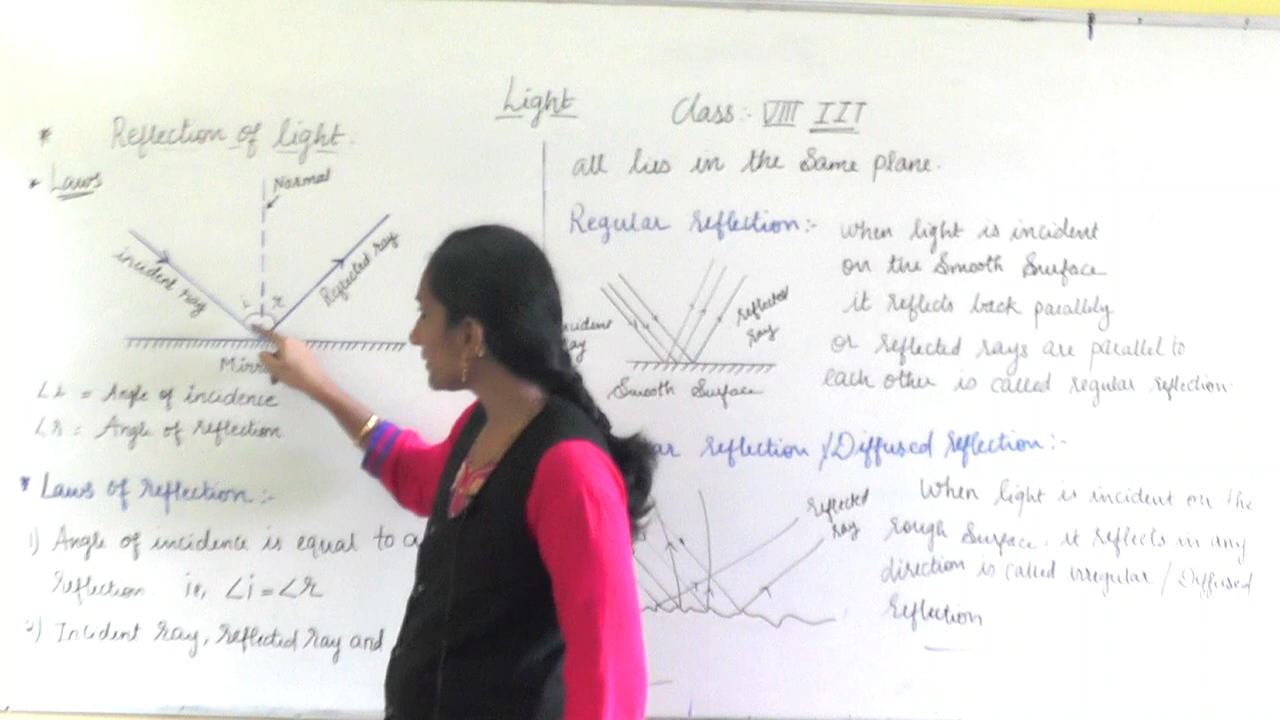 Light
Class:- VIII III
* Reflection of light.
* Laws
Normal
incident ray
i r
Reflected ray
∠i = Angle of incidence
∠r = Angle of reflection
* Laws of reflection:-
1) Angle of incidence is equal to
reflection ie, ∠i = ∠r
2) Incident ray, reflected ray and
all lies in the same plane.
Regular reflection:- when light is incident
on the smooth surface
it reflects back parallely
or reflected rays are parallel to
each other is called regular reflection.
reflected
ray
Smooth Surface
reflection / Diffused reflection:-
When light is incident on the
rough surface, it reflects in any
direction is called irregular / Diffused
reflection
reflected
ray